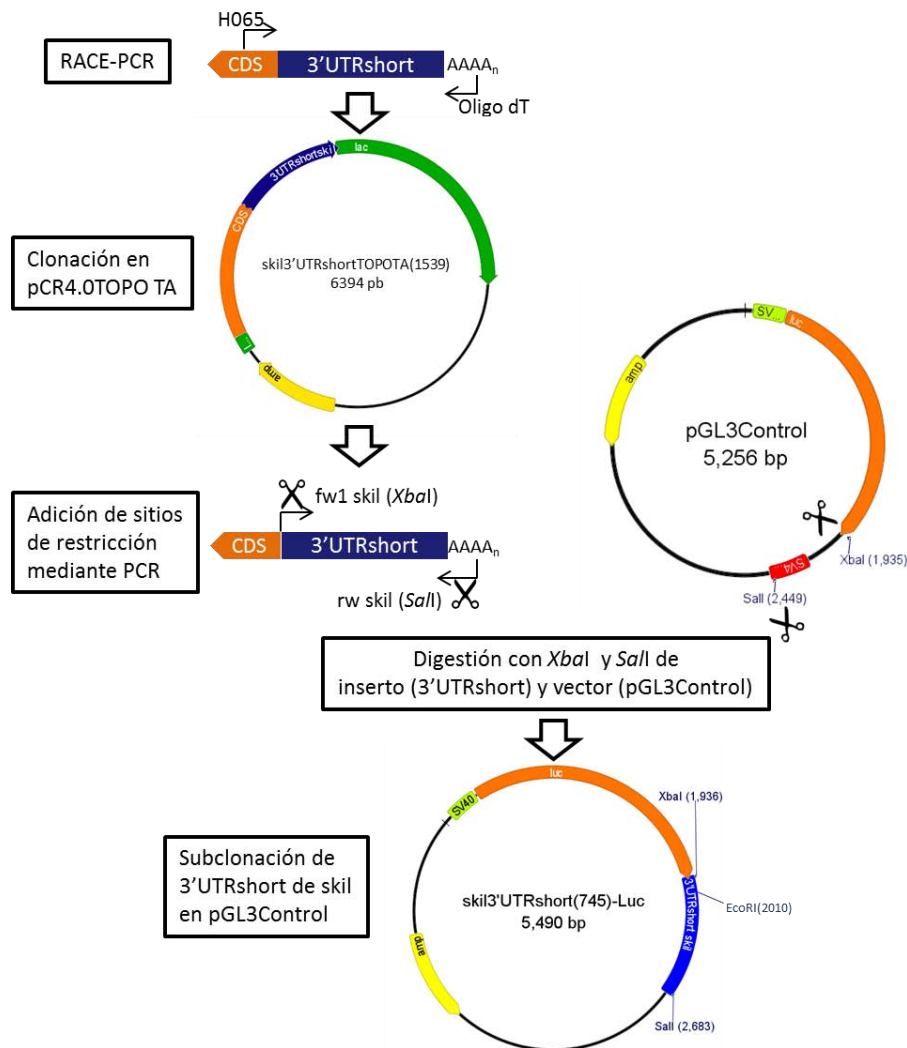 H065
RACE-PCR
CDS
3'UTRshort
AAAAn
Oligo dT
lac
3'UTRshortski
CDS
L...
amp
skil3'UTRshortTOPOTA(1539)
6394 pb
Clonación en
pCR4.0TOPO TA
SV...
luc
amp
pGL3Control
5,256 bp
XbaI (1,935)
SV4
SalI (2,449)
Adición de sitios
de restricción
mediante PCR
fw1 skil (XbaI)
CDS
3'UTRshort
AAAAn
rw skil (SalI)
Digestión con XbaI y SalI de
inserto (3'UTRshort) y vector (pGL3Control)
luc
SV40
XbaI (1,936)
3'UTRshort skil
EcoRI(2010)
amp
SalI (2,683)
skil3'UTRshort(745)-Luc
5,490 bp
Subclonación de
3'UTRshort de skil
en pGL3Control